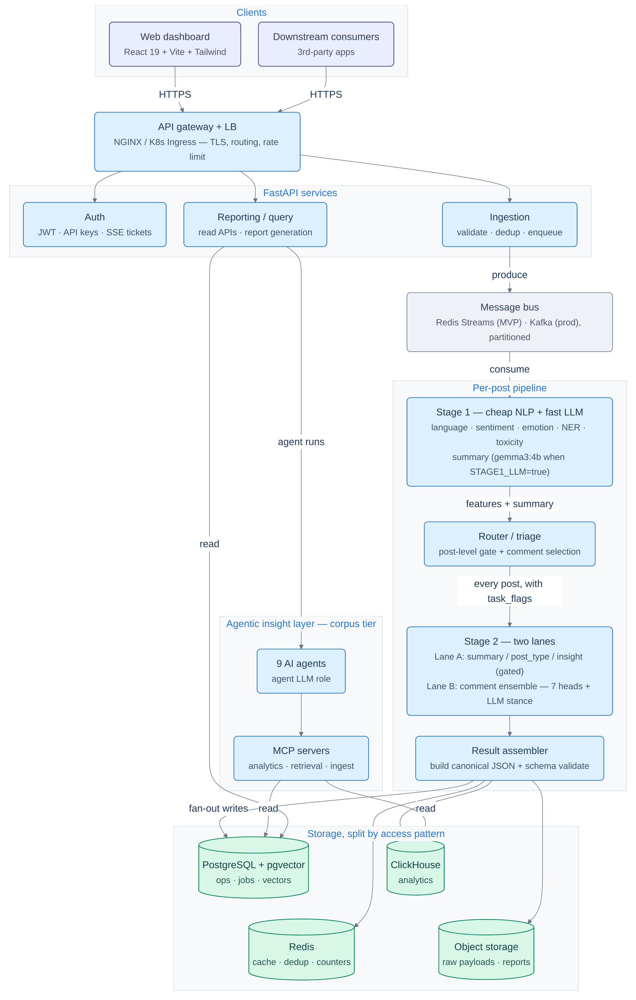 Clients
Web dashboard
React 19 + Vite + Tailwind
Downstream consumers
3rd-party apps
HTTPS
HTTPS
API gateway + LB
NGINX / K8s Ingress — TLS, routing, rate
limit
FastAPI services
Auth
JWT · API keys · SSE tickets
Reporting / query
read APIs · report generation
Ingestion
validate · dedup · enqueue
produce
Message bus
Redis Streams (MVP) · Kafka (prod),
partitioned
consume
Per-post pipeline
Stage 1 — cheap NLP + fast LLM
language · sentiment · emotion · NER ·
toxicity
summary (gemma3:4b when
STAGE1_LLM=true)
agent runs
features + summary
Router / triage
post-level gate + comment selection
read
every post, with
task_flags
Agentic insight layer — corpus tier
Stage 2 — two lanes
Lane A: summary / post_type / insight
(gated)
Lane B: comment ensemble — 7 heads +
LLM stance
9 AI agents
agent LLM role
MCP servers
analytics · retrieval · ingest
Result assembler
build canonical JSON + schema validate
fan-out writes
read
read
Storage, split by access pattern
PostgreSQL + pgvector
ops · jobs · vectors
ClickHouse
analytics
Redis
cache · dedup · counters
Object storage
raw payloads · reports